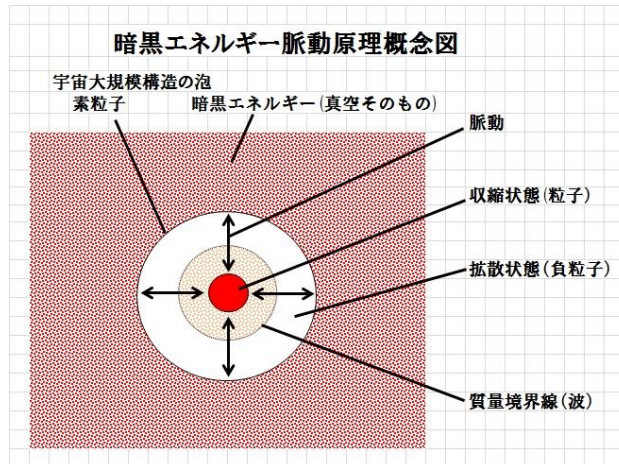 暗黒エネルギー脈動原理概念図
宇宙大規模構造の泡
素粒子
暗黒エネルギー(真空そのもの)
脈動
収縮状態(粒子)
拡散状態(負粒子)
質量境界線(波)